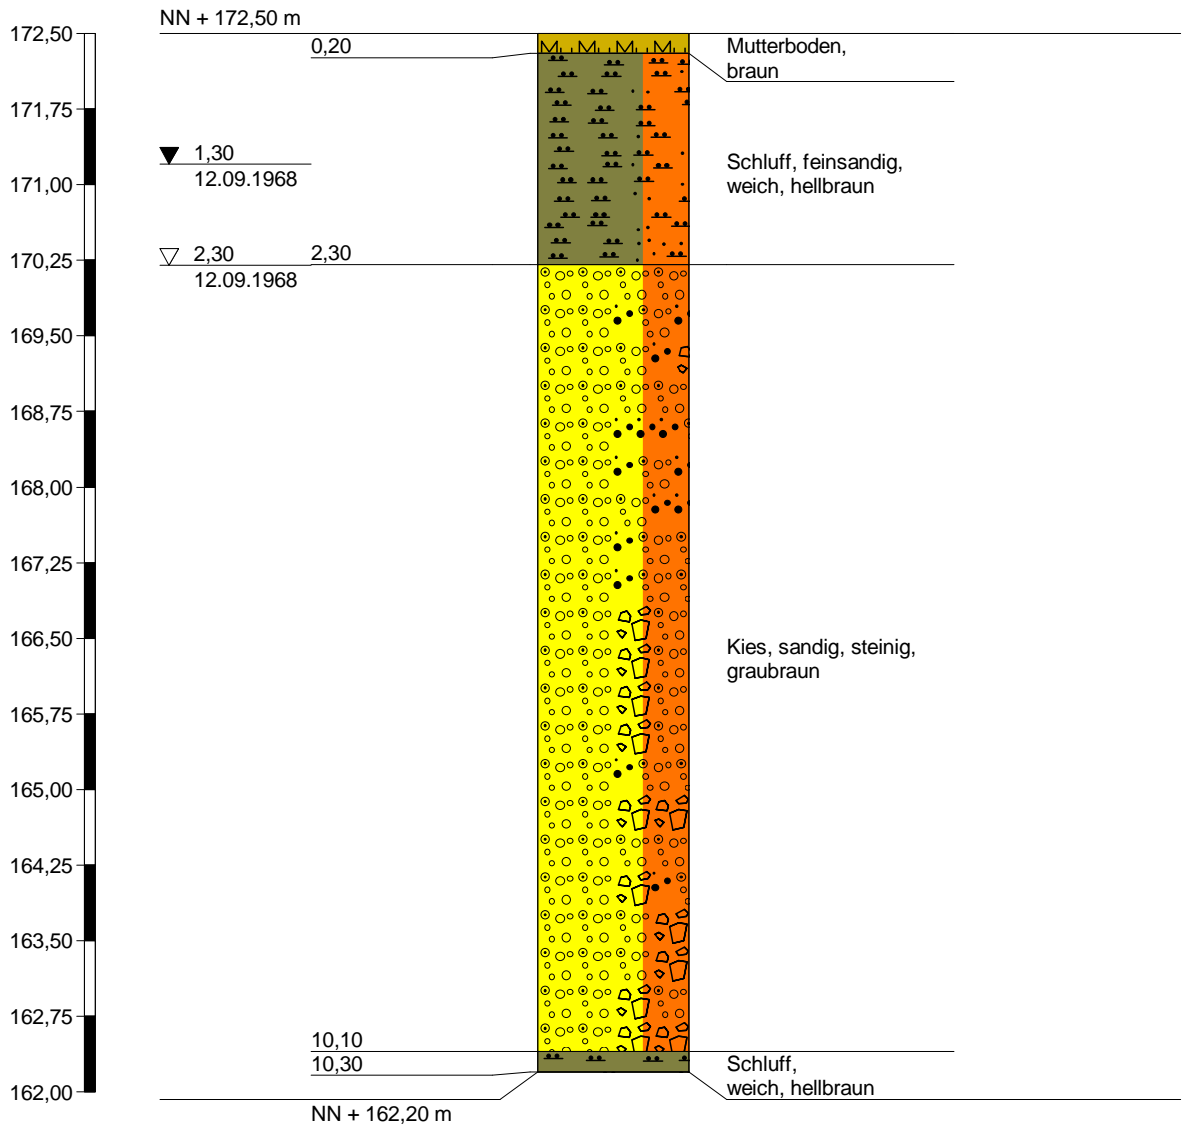 NN + 172,50 m
172,50
171,75
171,00
170,25
169,50
168,75
168,00
167,25
166,50
165,75
165,00
164,25
163,50
162,75
162,00
1,30
12.09.1968
2,30
12.09.1968
0,20
2,30
10,10
10,30
NN + 162,20 m
Mutterboden,
braun
Schluff, feinsandig,
weich, hellbraun
Kies, sandig, steinig,
graubraun
Schluff,
weich, hellbraun